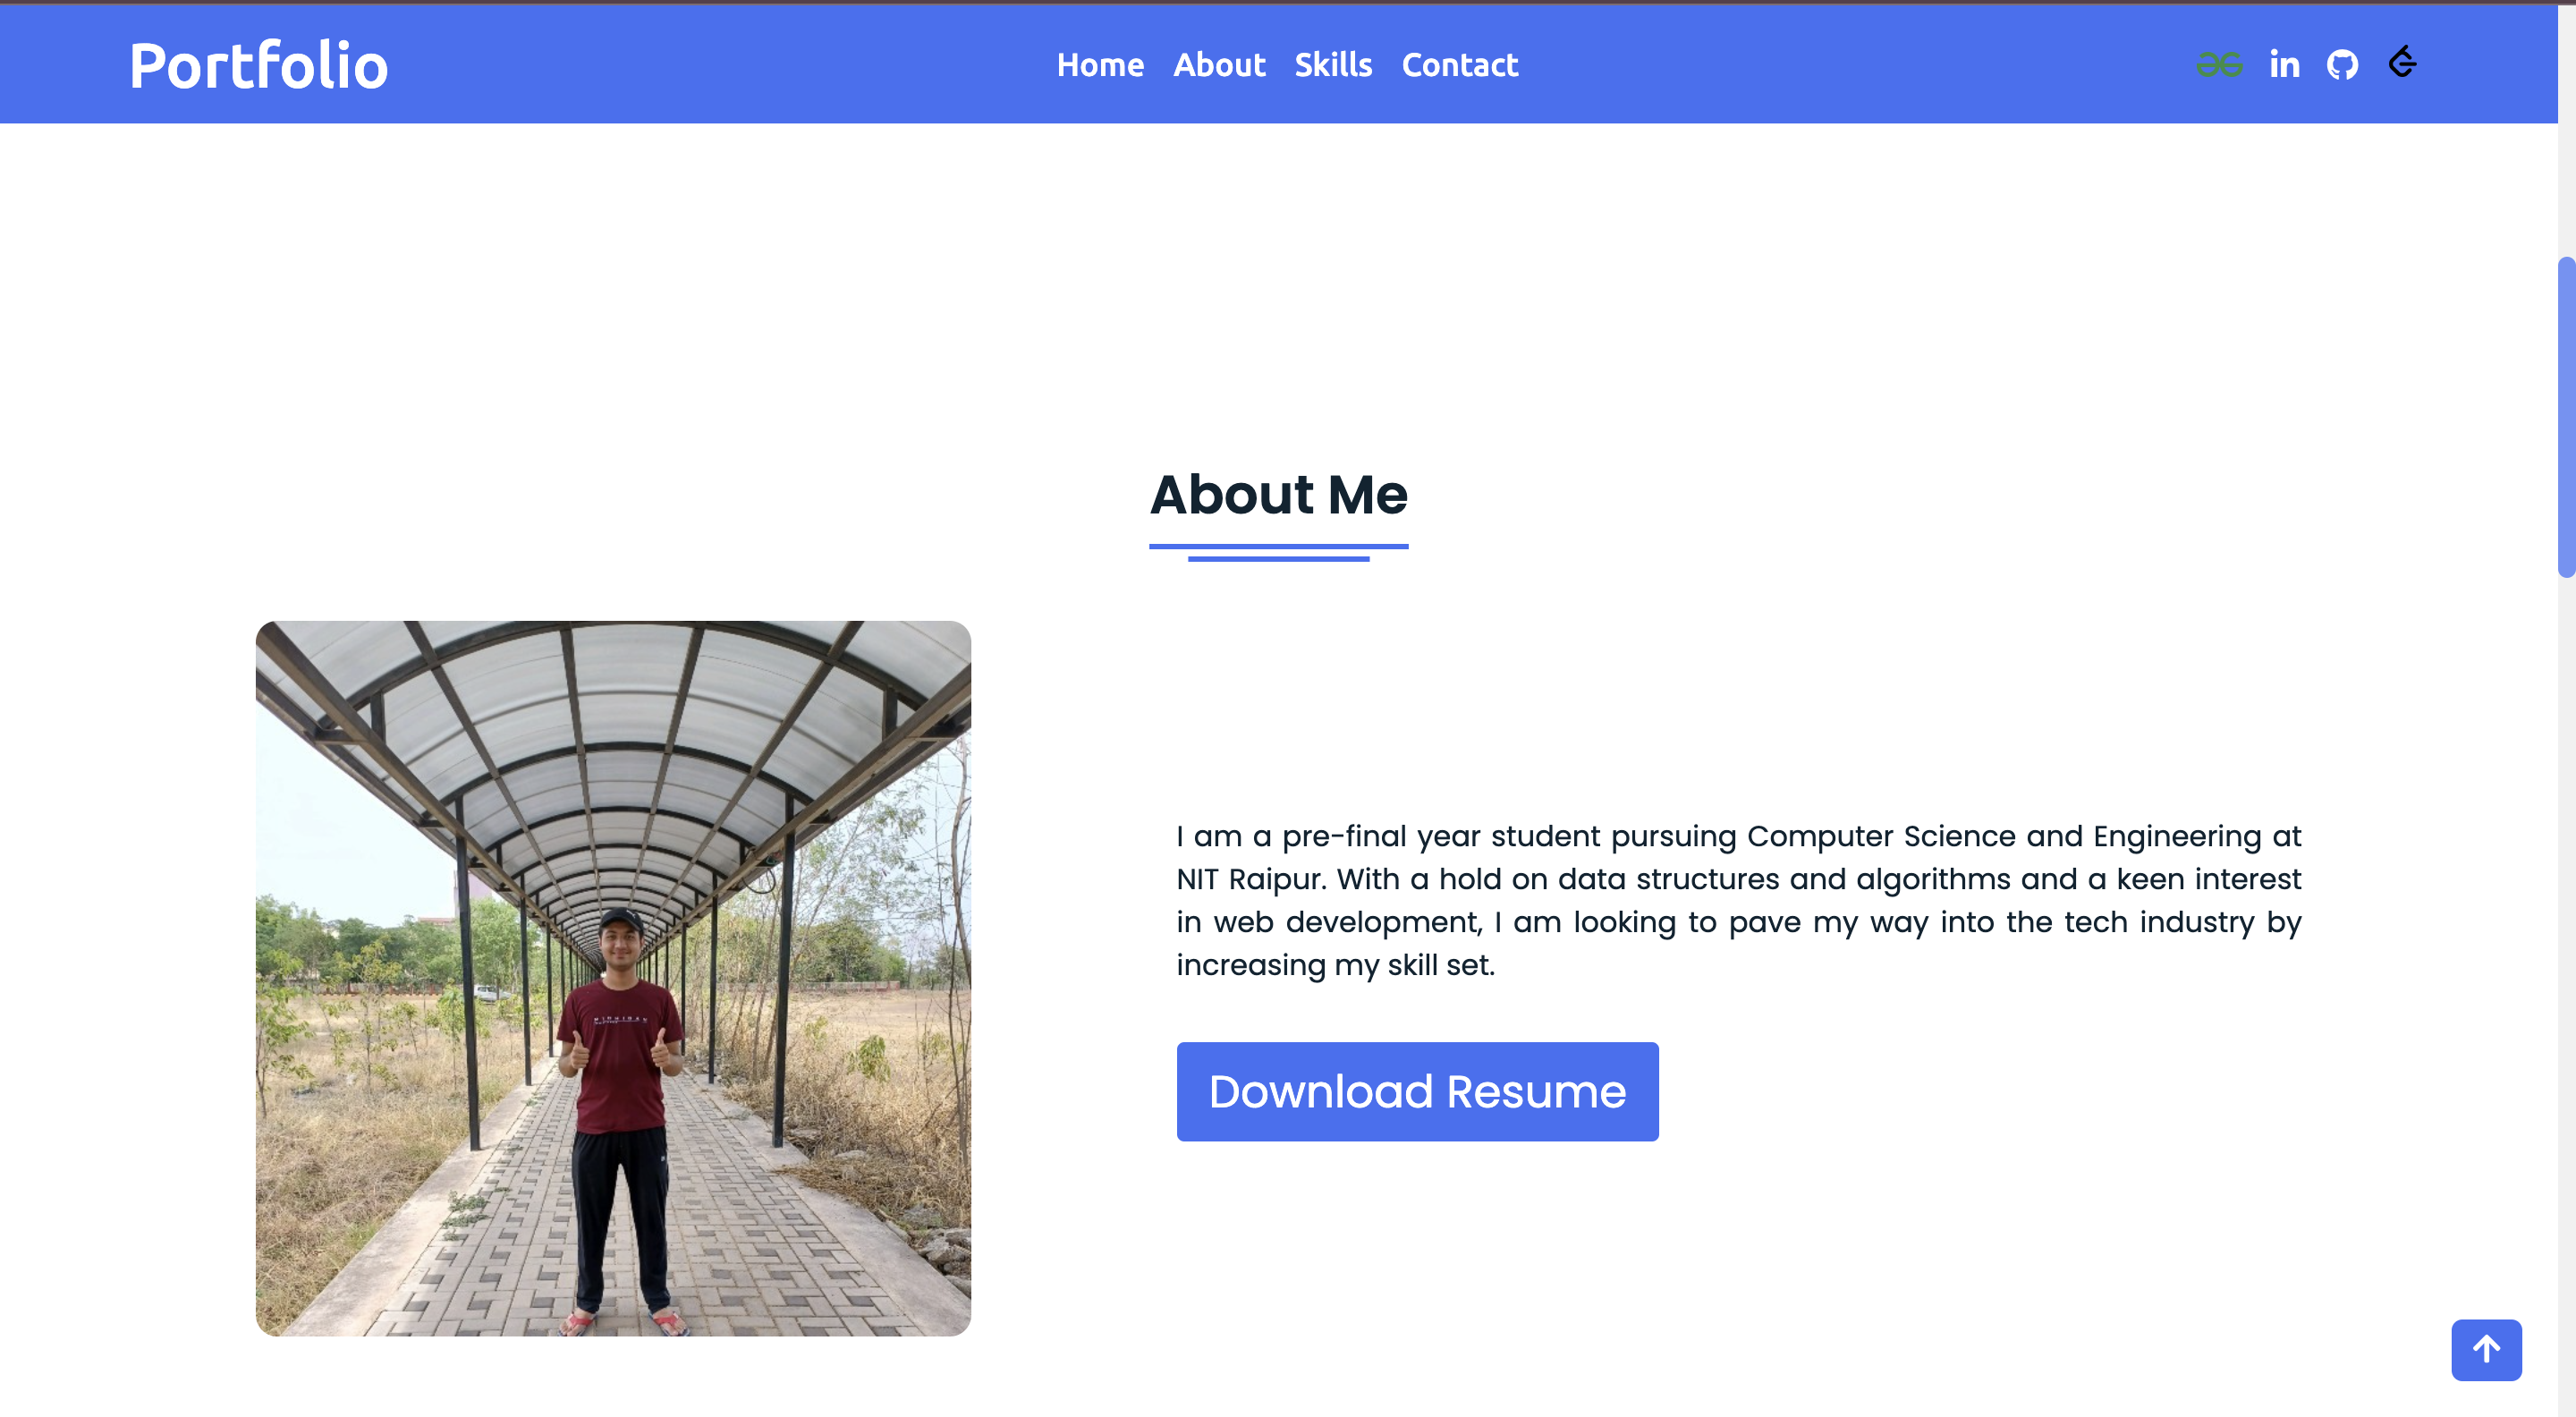 Portfolio
Home About Skills Contact
in
About Me
I am a pre-final year student pursuing Computer Science and Engineering at
NIT Raipur. With a hold on data structures and algorithms and a keen interest
in web development, I am looking to pave my way into the tech industry by
increasing my skill set.
Download Resume